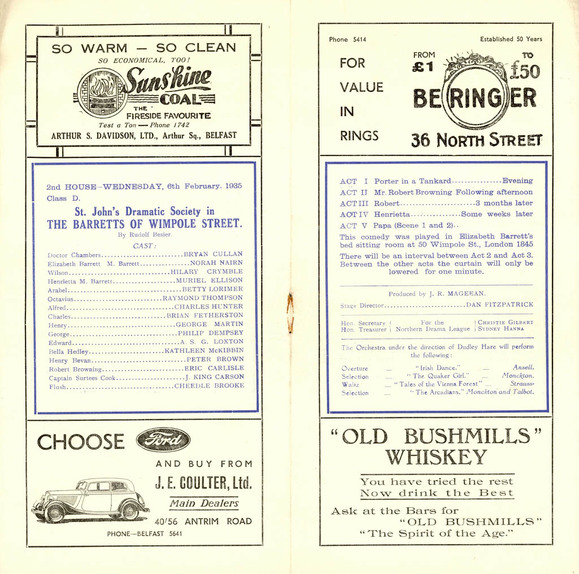 SO WARM — SO CLEAN
SO ECONOMICAL, TOO!
Sunshine
COAL
THE
FIRESIDE FAVOURITE
Test a Ton — Phone 1742
ARTHUR S. DAVIDSON, LTD., Arthur Sq., BELFAST
2nd HOUSE—WEDNESDAY, 6th February. 1935
Class D.
St. John's Dramatic Society in
THE BARRETTS OF WIMPOLE STREET.
By Rudolf Besier
CAST:
Doctor Chambers...BRYAN CULLAN
Elizabeth Barrett M. Barrett...NORAH NAIRN
Wilson...HILARY CRYMBLE
Henrietta M. Barrett...MURIEL ELLISON
Arabel...BETTY LORIMER
Octavius...RAYMOND THOMPSON
Alfred...CHARLES HUNTER
Charles...BRIAN FETHERSTON
Henry...GEORGE MARTIN
George...PHILIP DEMPSEY
Edward...A. S. G. LOXTON
Bella Hedley...KATHLEEN McKIBBIN
Henry Bevan...PETER BROWN
Robert Browning...ERIC CARLISLE
Captain Surtees Cook...J. KING CARSON
Flush...CHEEDLE BROOKE
CHOOSE Ford
AND BUY FROM
J. E. COULTER, Ltd.
Main Dealers
40/56 ANTRIM ROAD
PHONE—BELFAST 5641
Phone 5414 Established 50 Years
FOR
VALUE
IN
RINGS
FROM
£1
TO
£50
BERINGER
36 NORTH STREET
ACT I Porter in a Tankard...Evening
ACT II Mr. Robert Browning Following afternoon
ACT III Robert...3 months later
ACT IV Henrietta...Some weeks later
ACT V Papa (Scene 1 and 2)..
This comedy was played in Elizabeth Barrett's
bed sitting room at 50 Wimpole St., London 1845
There will be an interval between Act 2 and Act 3.
Between the other acts the curtain will only be
lowered for one minute.
Produced by J. R. MAGEEAN.
Stage Director...DAN FITZPATRICK
Hon Secretary For the CHRISTIE GILBERT
Hon. Treasurer Northern Drama League SYDNEY HANNA
The Orchestra under the direction of Dudley Hare will perform
the following:
Overture ... "Irish Dance." ... Ansell.
Selection ... "The Quaker Girl." ... Monckton.
Waltz ... "Tales of the Vienna Forest" ... Strauss
Selection ... "The Arcadians." Monckton and Talbot.
"OLD BUSHMILLS"
WHISKEY
You have tried the rest
Now drink the Best
Ask at the Bars for
"OLD BUSHMILLS"
"The Spirit of the Age."